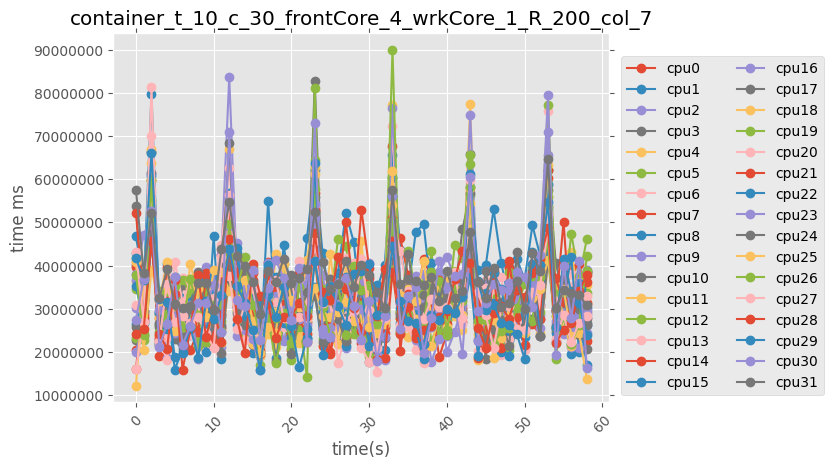 container_t_10_c_30_frontCore_4_wrkCore_1_R_200_col_7
time ms
90000000
80000000
70000000
60000000
50000000
40000000
30000000
20000000
10000000
0
10
20
30
40
50
60
time(s)
cpu0
cpu1
cpu2
cpu3
cpu4
cpu5
cpu6
cpu7
cpu8
cpu9
cpu10
cpu11
cpu12
cpu13
cpu14
cpu15
cpu16
cpu17
cpu18
cpu19
cpu20
cpu21
cpu22
cpu23
cpu24
cpu25
cpu26
cpu27
cpu28
cpu29
cpu30
cpu31